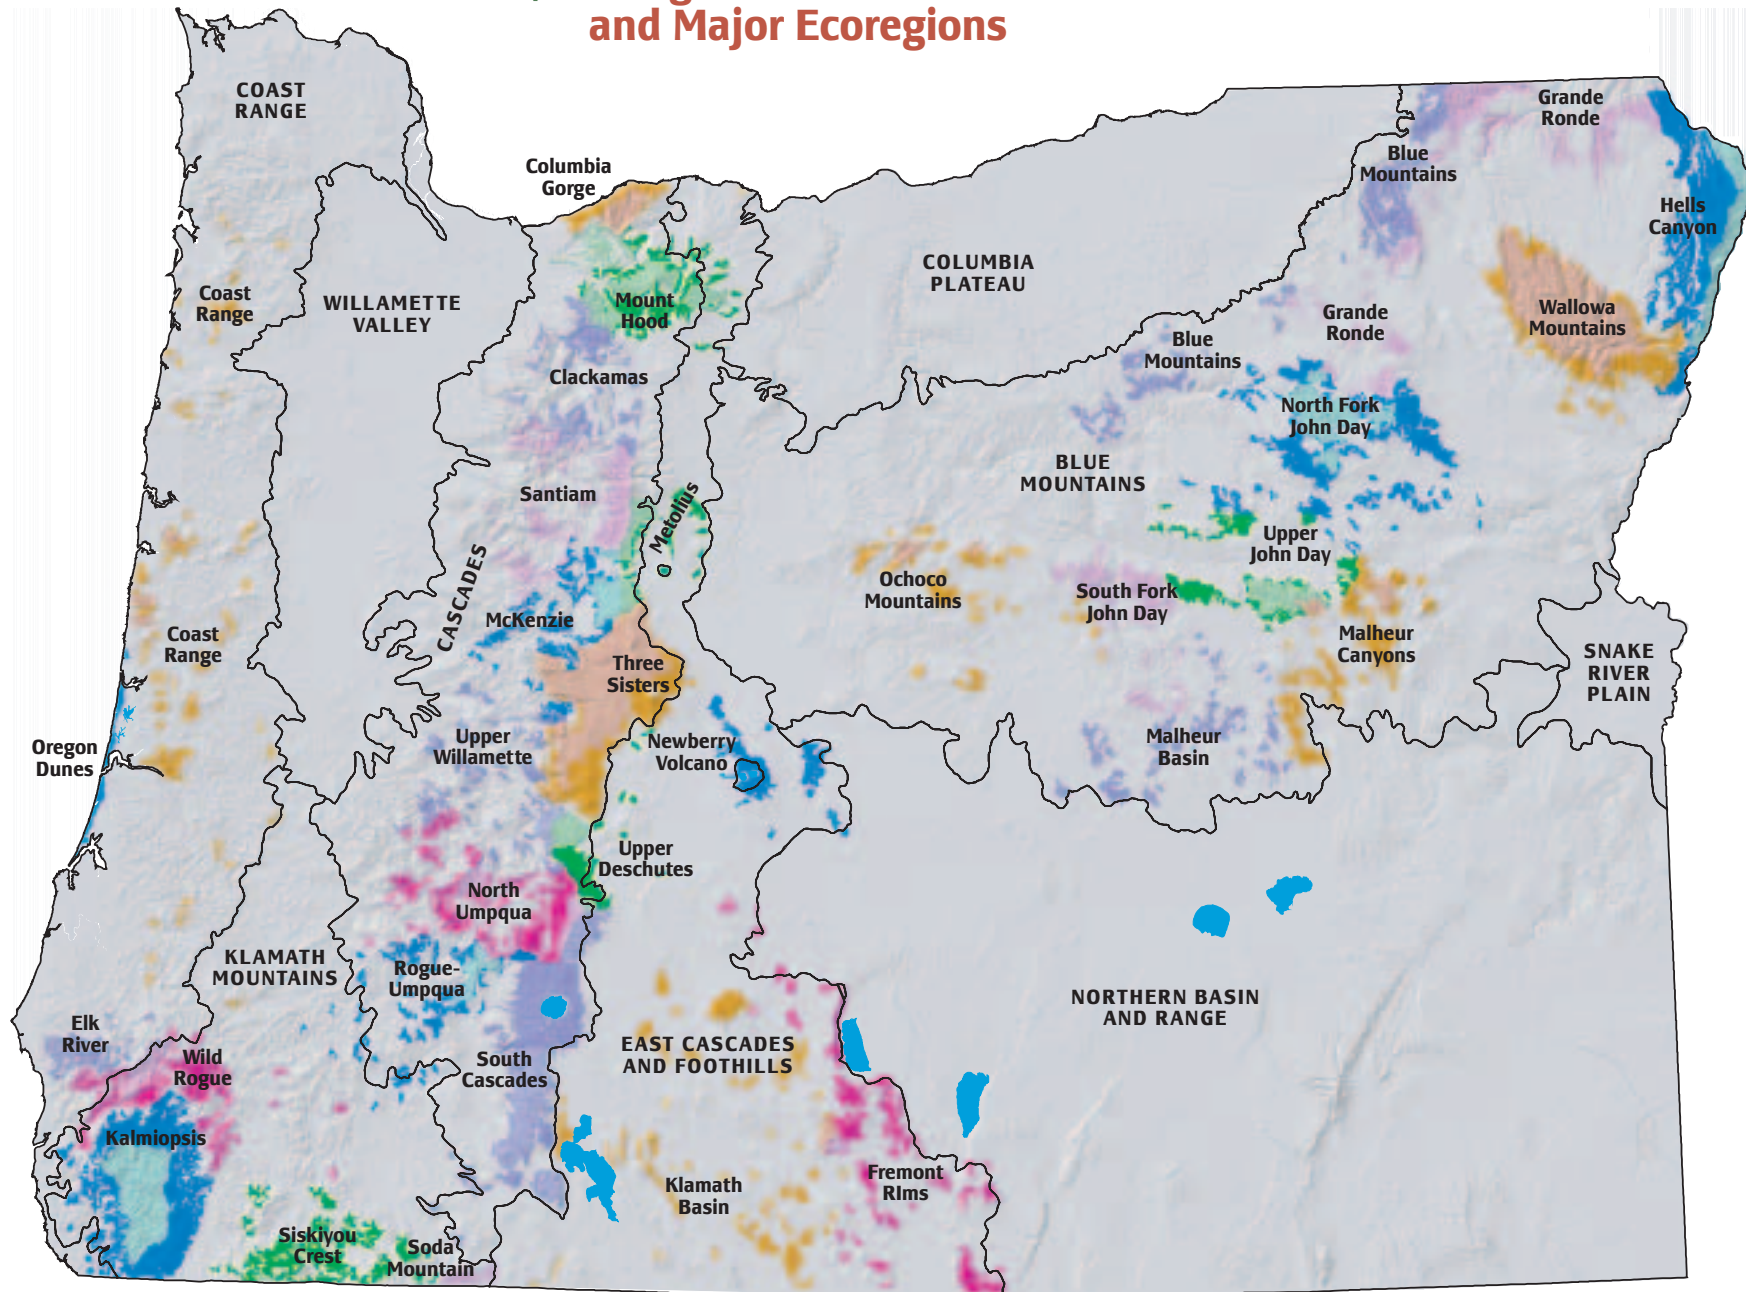 and Major Ecoregions
COAST
RANGE
Grande
Ronde
Columbia
Gorge
Blue
Mountains
Hells
Canyon
COLUMBIA
PLATEAU
Coast
Range
WILLAMETTE
VALLEY
Mount
Hood
Grande
Ronde
Wallowa
Mountains
Blue
Mountains
Clackamas
North Fork
John Day
BLUE
MOUNTAINS
Santiam
Metolius
Upper
John Day
CASCADES
Ochoco
Mountains
South Fork
John Day
McKenzie
Coast
Range
Malheur
Canyons
Three
Sisters
SNAKE
RIVER
PLAIN
Oregon
Dunes
Upper
Willamette
Newberry
Volcano
Malheur
Basin
Upper
Deschutes
North
Umpqua
KLAMATH
MOUNTAINS
Rogue-
Umpqua
NORTHERN BASIN
AND RANGE
Elk
River
EAST CASCADES
AND FOOTHILLS
Wild
Rogue
South
Cascades
Kalmiopsis
Klamath
Basin
Fremont
RIms
Siskiyou
Crest
Soda
Mountain